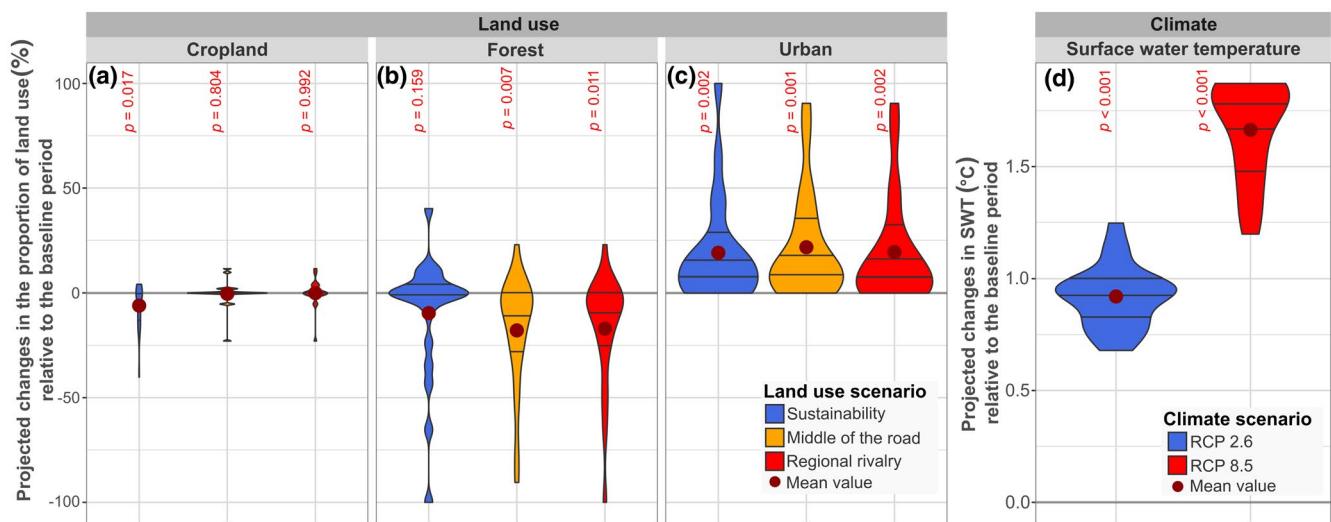 Land use
Climate
Cropland
Forest
Urban
Surface water temperature
(a)
(b)
(c)
(d)
p = 0.017
p = 0.804
p = 0.992
p = 0.159
p = 0.007
p = 0.011
p = 0.002
p = 0.001
p = 0.002
p < 0.001
p < 0.001
Projected changes in the proportion of land use(%)
relative to the baseline period
100
50
0
-50
-100
Land use scenario
Sustainability
Middle of the road
Regional rivalry
Mean value
Projected changes in SWT (°C)
relative to the baseline period
1.5
1.0
0.5
0.0
Climate scenario
RCP 2.6
RCP 8.5
Mean value